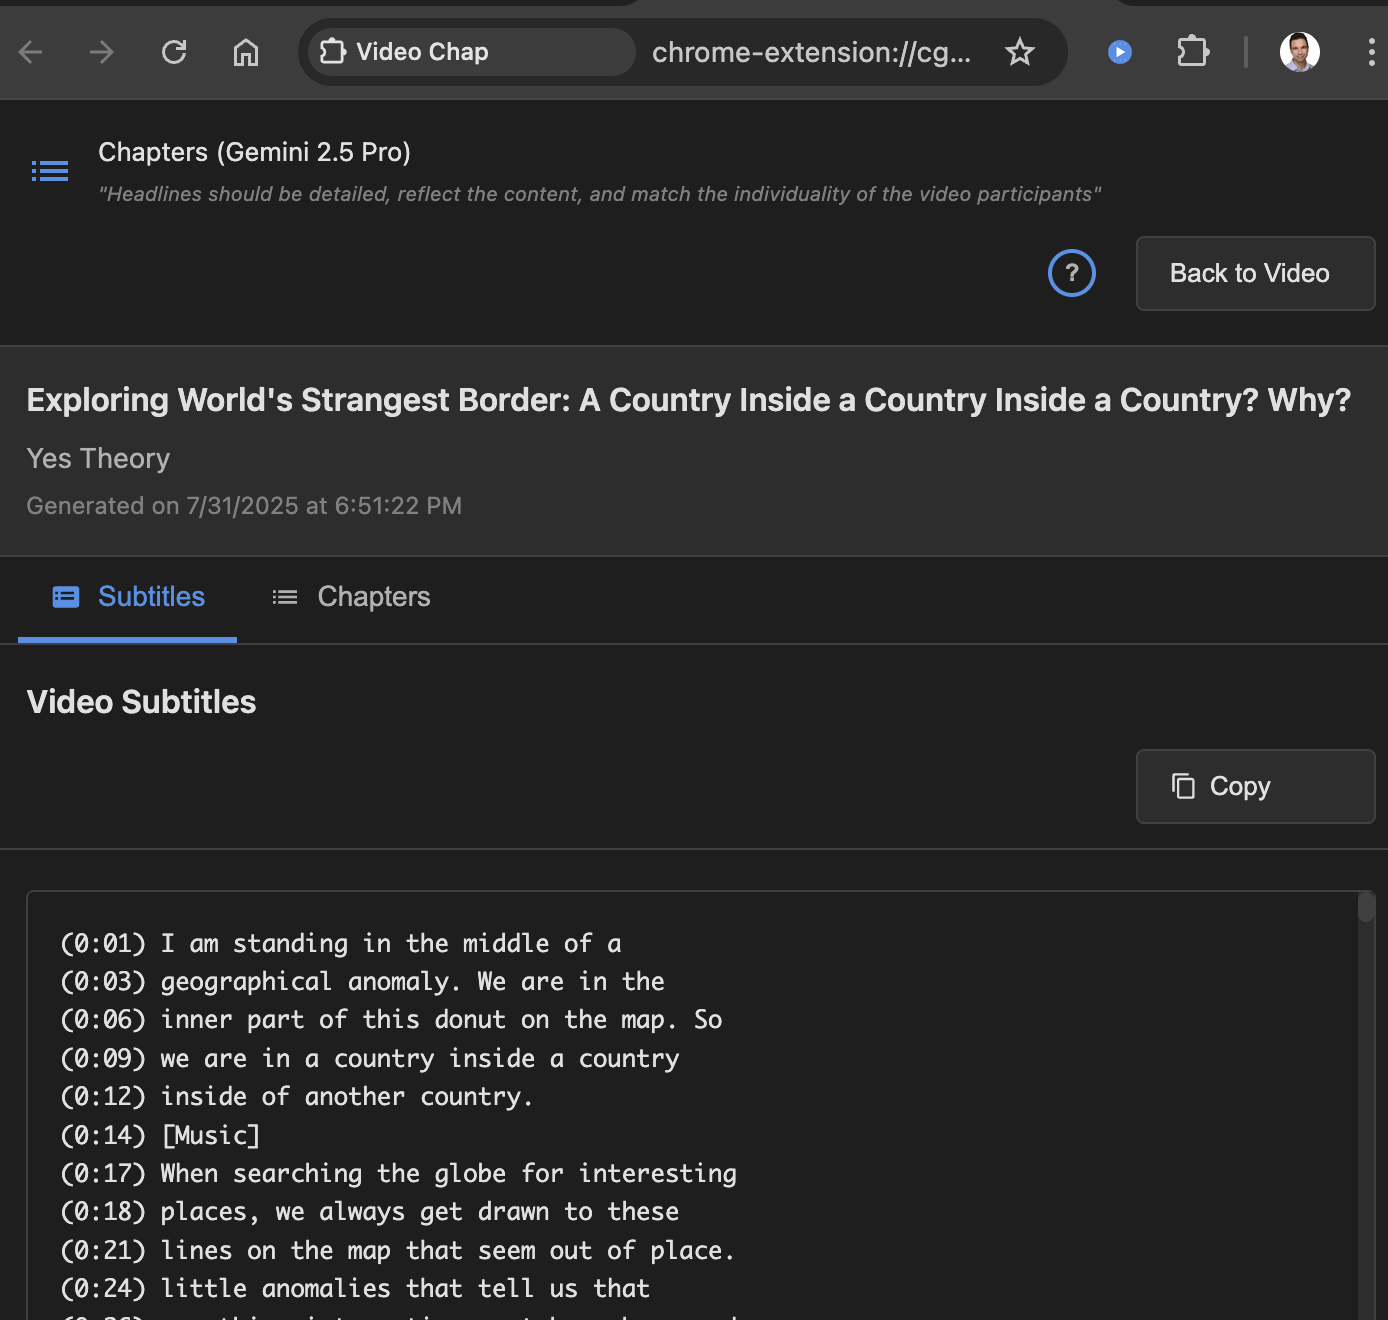 Video Chap
chrome-extension://cg...
Chapters (Gemini 2.5 Pro)
"Headlines should be detailed, reflect the content, and match the individuality of the video participants"
?
Back to Video
Exploring World's Strangest Border: A Country Inside a Country Inside a Country? Why?
Yes Theory
Generated on 7/31/2025 at 6:51:22 PM
Subtitles
Chapters
Video Subtitles
Copy
(0:01) I am standing in the middle of a
(0:03) geographical anomaly. We are in the
(0:06) inner part of this donut on the map. So
(0:09) we are in a country inside a country
(0:12) inside of another country.
(0:14) [Music]
(0:17) When searching the globe for interesting
(0:18) places, we always get drawn to these
(0:21) lines on the map that seem out of place.
(0:24) little anomalies that tell us that